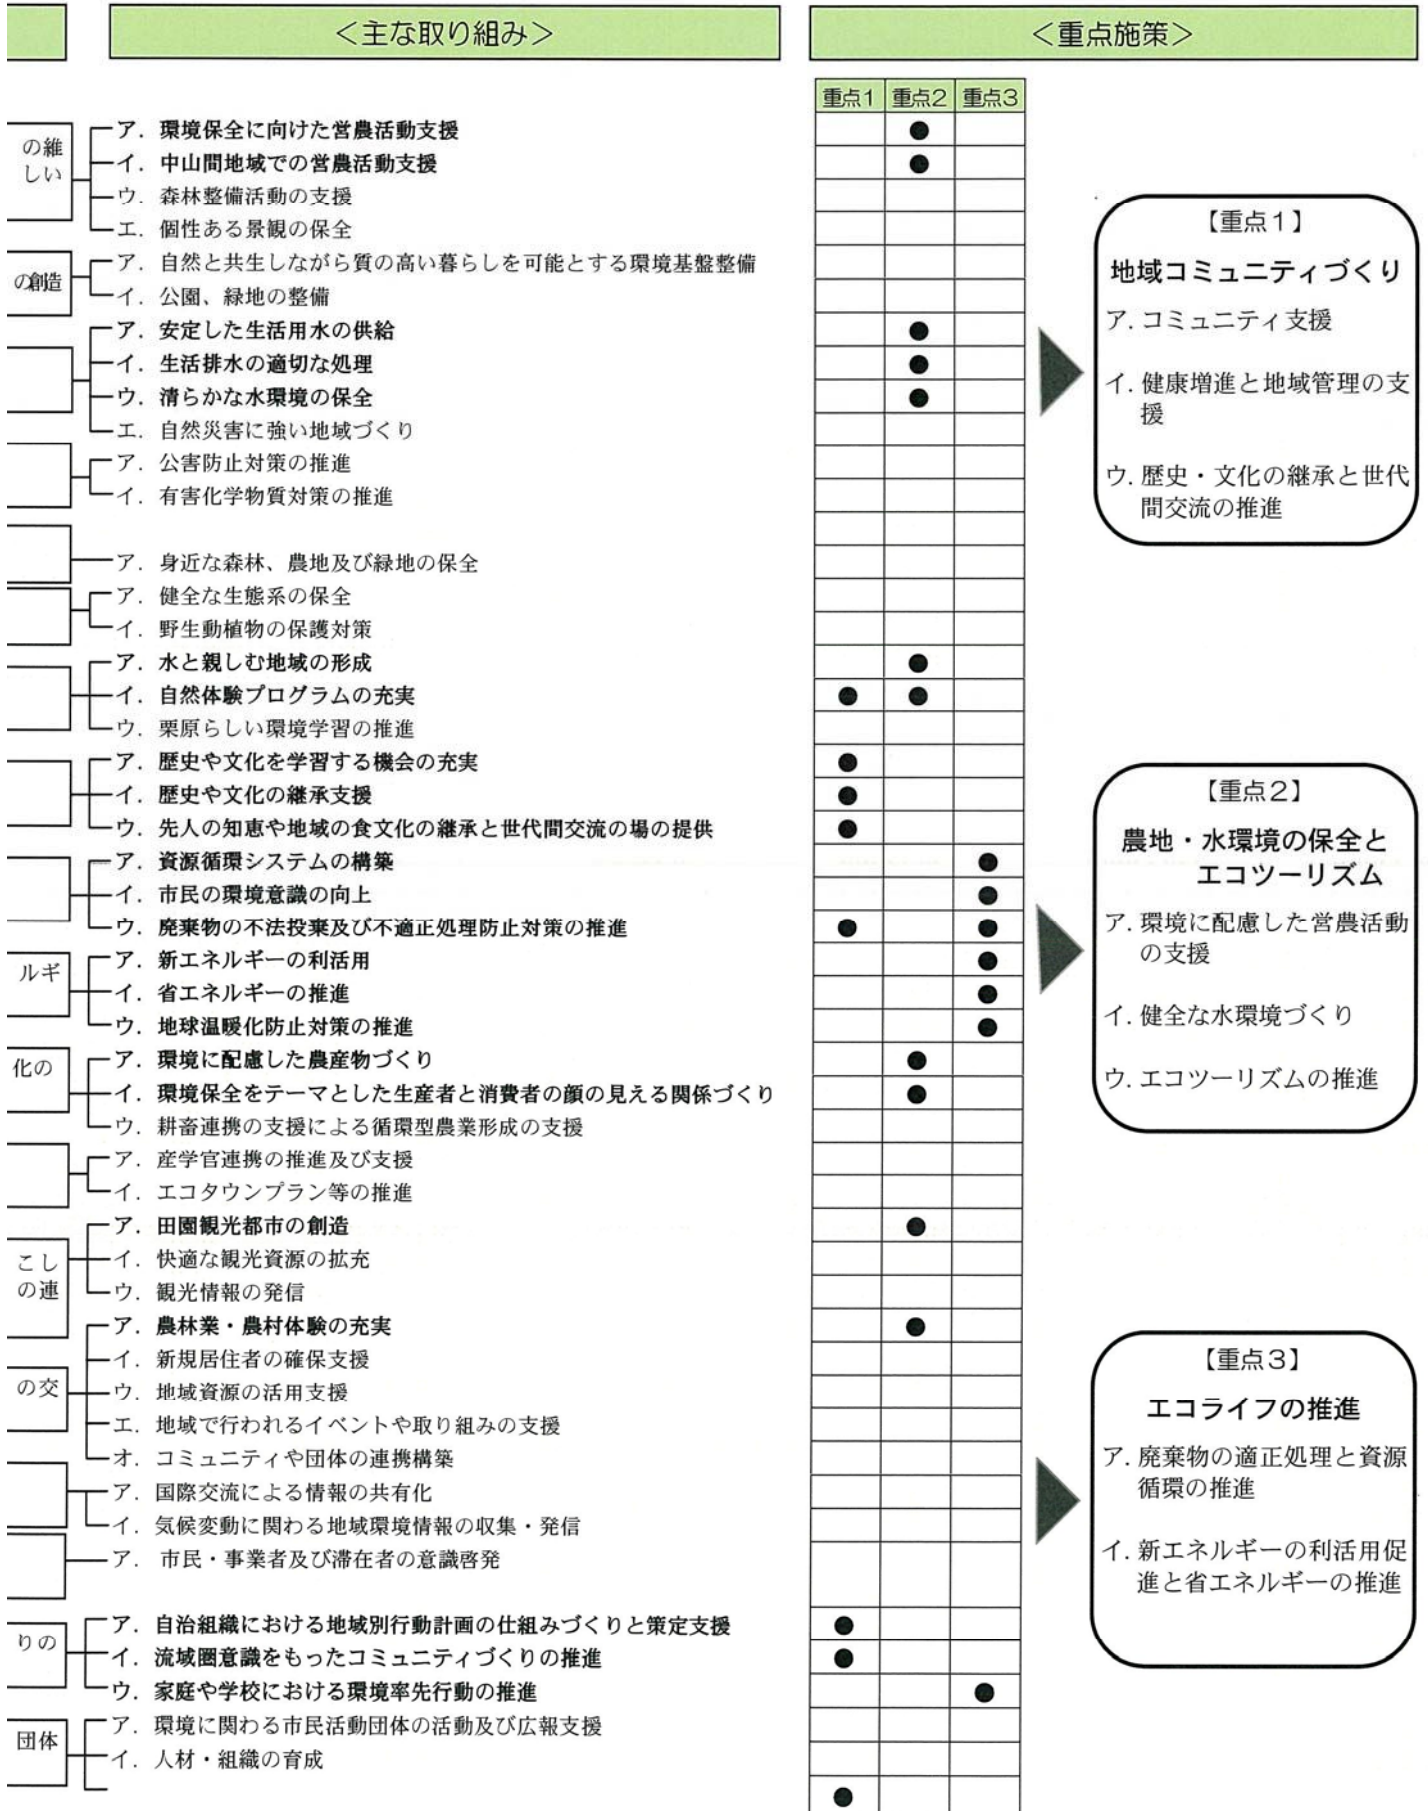 ＜主な取り組み＞
＜重点施策＞
重点1 重点2 重点3
の維
しい
ア．環境保全に向けた営農活動支援 ●
イ．中山間地域での営農活動支援 ●
ウ．森林整備活動の支援
エ．個性ある景観の保全
の創造
ア．自然と共生しながら質の高い暮らしを可能とする環境基盤整備
イ．公園、緑地の整備
ア．安定した生活用水の供給 ●
イ．生活排水の適切な処理 ●
ウ．清らかな水環境の保全 ●
エ．自然災害に強い地域づくり
ア．公害防止対策の推進
イ．有害化学物質対策の推進
ア．身近な森林、農地及び緑地の保全
ア．健全な生態系の保全
イ．野生動植物の保護対策
ア．水と親しむ地域の形成 ●
イ．自然体験プログラムの充実 ● ●
ウ．栗原らしい環境学習の推進
ア．歴史や文化を学習する機会の充実 ●
イ．歴史や文化の継承支援 ●
ウ．先人の知恵や地域の食文化の継承と世代間交流の場の提供 ●
ア．資源循環システムの構築 ●
イ．市民の環境意識の向上 ●
ウ．廃棄物の不法投棄及び不適正処理防止対策の推進 ● ●
ルギ
ア．新エネルギーの利活用 ●
イ．省エネルギーの推進 ●
ウ．地球温暖化防止対策の推進 ●
化の
ア．環境に配慮した農産物づくり ●
イ．環境保全をテーマとした生産者と消費者の顔の見える関係づくり ●
ウ．耕畜連携の支援による循環型農業形成の支援
ア．産学官連携の推進及び支援
イ．エコタウンプラン等の推進
こし
の連
ア．田園観光都市の創造 ●
イ．快適な観光資源の拡充
ウ．観光情報の発信
の交
ア．農林業・農村体験の充実 ●
イ．新規居住者の確保支援
ウ．地域資源の活用支援
エ．地域で行われるイベントや取り組みの支援
オ．コミュニティや団体の連携構築
ア．国際交流による情報の共有化
イ．気候変動に関わる地域環境情報の収集・発信
ア．市民・事業者及び滞在者の意識啓発
りの
ア．自治組織における地域別行動計画の仕組みづくりと策定支援 ●
イ．流域圏意識をもったコミュニティづくりの推進 ●
ウ．家庭や学校における環境率先行動の推進 ●
団体
ア．環境に関わる市民活動団体の活動及び広報支援
イ．人材・組織の育成
●
【重点1】
地域コミュニティづくり
ア．コミュニティ支援
イ．健康増進と地域管理の支
援
ウ．歴史・文化の継承と世代
間交流の推進
【重点2】
農地・水環境の保全と
エコツーリズム
ア．環境に配慮した営農活動
の支援
イ．健全な水環境づくり
ウ．エコツーリズムの推進
【重点3】
エコライフの推進
ア．廃棄物の適正処理と資源
循環の推進
イ．新エネルギーの利活用促
進と省エネルギーの推進